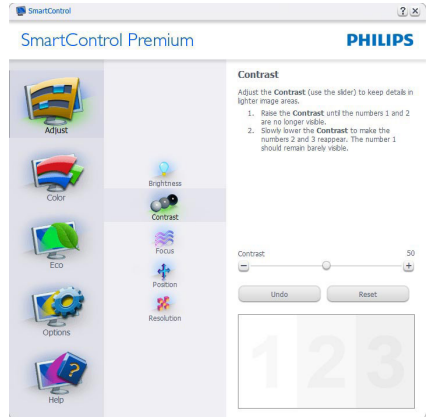 SmartControl
SmartControl Premium
PHILIPS
Adjust
Color
Eco
Options
Help
Brightness
Contrast
Focus
Position
Resolution
Contrast
Adjust the Contrast (use the slider) to keep details in
lighter image areas.
1. Raise the Contrast until the numbers 1 and 2
are no longer visible.
2. Slowly lower the Contrast to make the
numbers 2 and 3 reappear. The number 1
should remain barely visible.
Contrast 50
Undo Reset
1 2 3